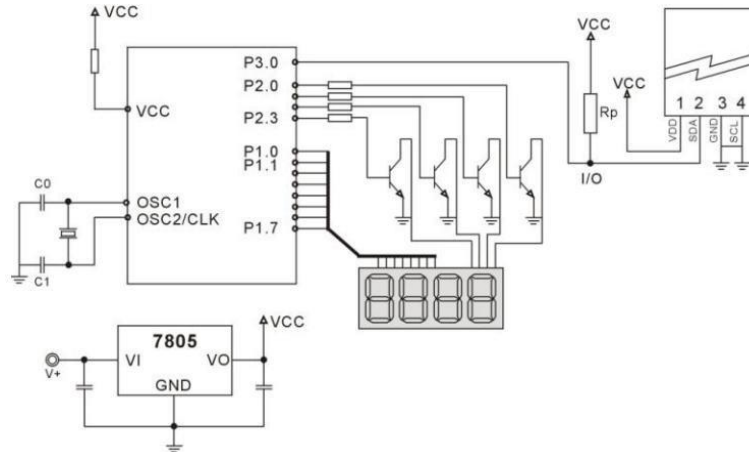 VCC
VCC
P3.0
P2.0
P2.3
P1.0
P1.1
P1.7
OSC1
OSC2/CLK
C0
C1
VCC
Rp
I/O
VCC
1 2 3 4
VDD
SDA
GND
SCL
VCC
7805
VI VO
GND
V+